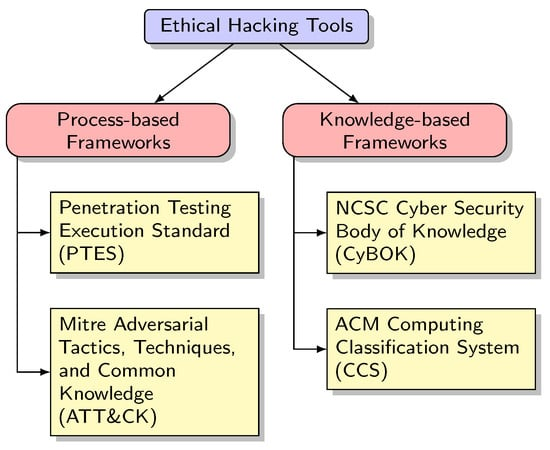 Ethical Hacking Tools
Process-based
Frameworks
Knowledge-based
Frameworks
Penetration Testing
Execution Standard
(PTES)
Mitre Adversarial
Tactics, Techniques,
and Common
Knowledge
(ATT&CK)
NCSC Cyber Security
Body of Knowledge
(CyBOK)
ACM Computing
Classification System
(CCS)